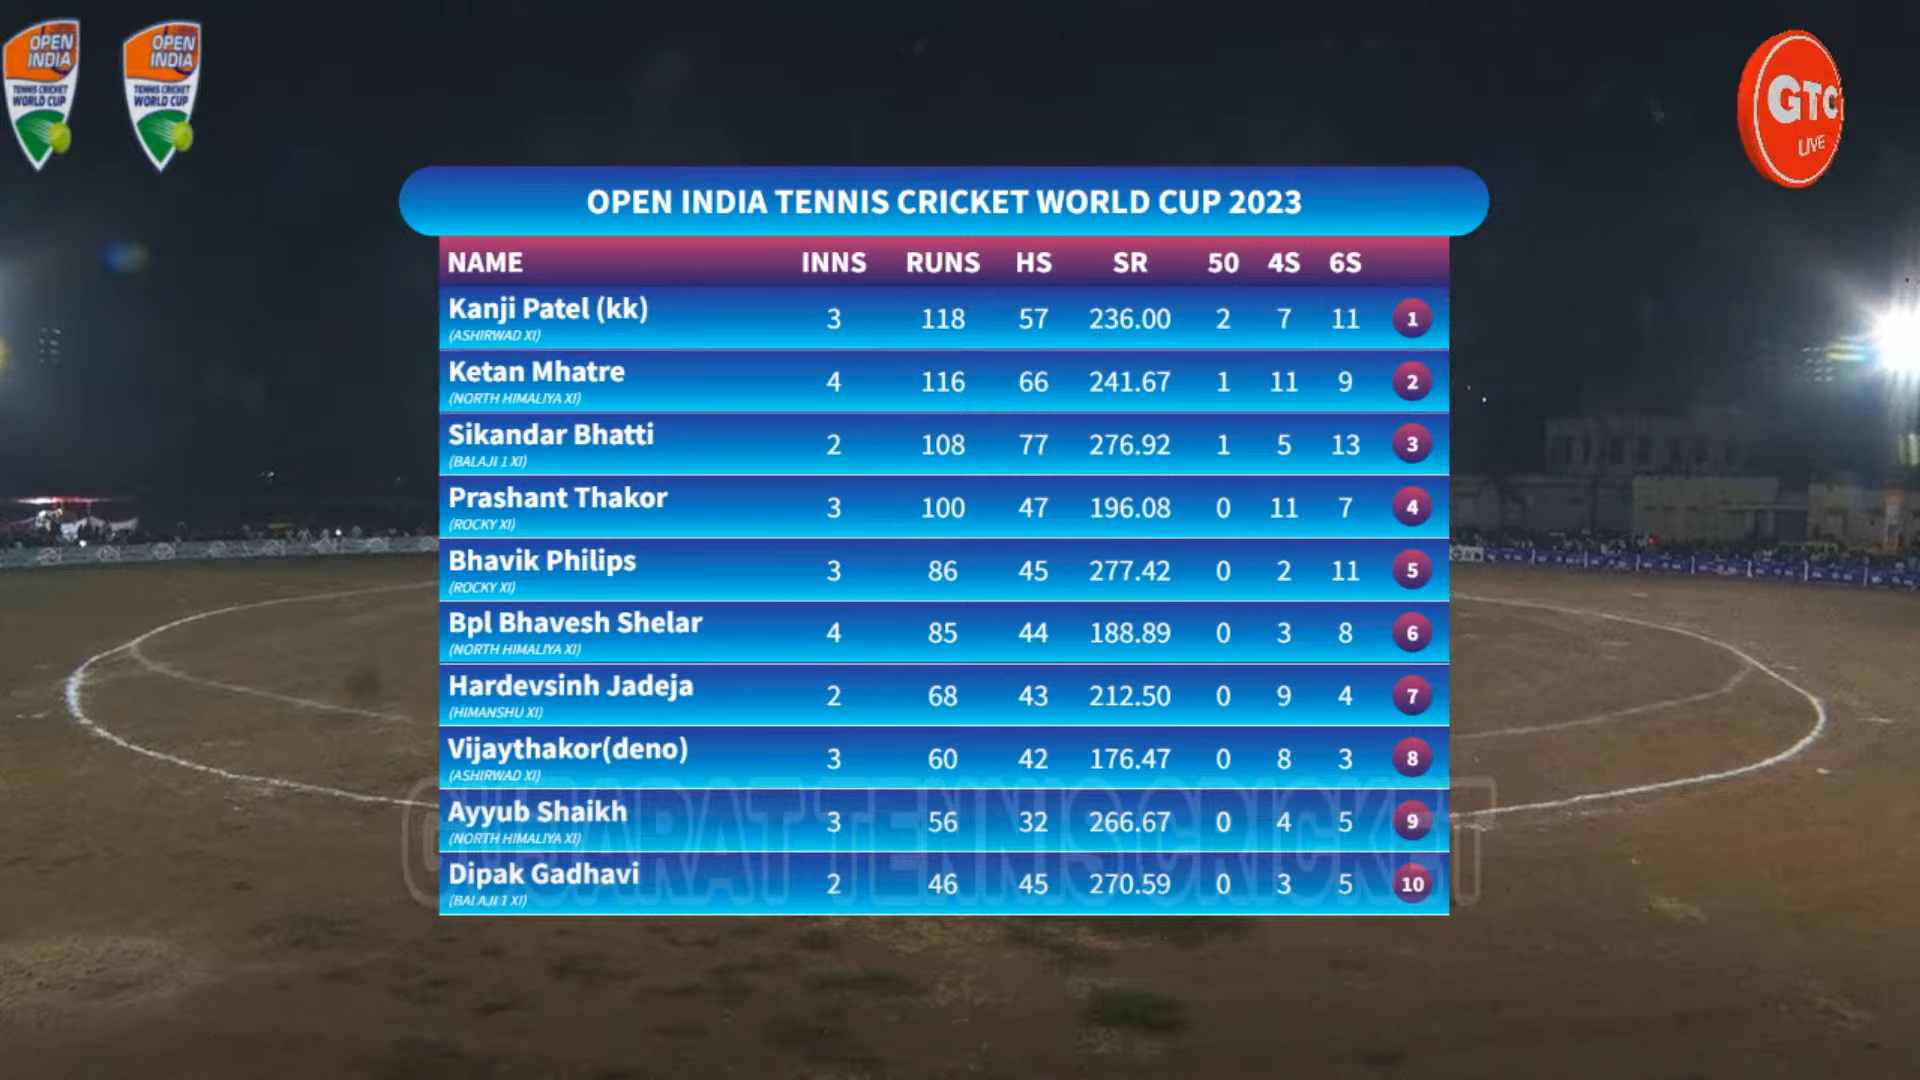 OPEN INDIA
TENNIS CRICKET
WORLD CUP
OPEN INDIA
TENNIS CRICKET
WORLD CUP
GTC
LIVE
OPEN INDIA TENNIS CRICKET WORLD CUP 2023
NAME INNS RUNS HS SR 50 4S 6S
Kanji Patel (kk) 3 118 57 236.00 2 7 11 1
(ASHIRWAD XI)
Ketan Mhatre 4 116 66 241.67 1 11 9 2
(NORTH HIMALIYA XI)
Sikandar Bhatti 2 108 77 276.92 1 5 13 3
(BALAJI 1 XI)
Prashant Thakor 3 100 47 196.08 0 11 7 4
(ROCKY XI)
Bhavik Philips 3 86 45 277.42 0 2 11 5
(ROCKY XI)
Bpl Bhavesh Shelar 4 85 44 188.89 0 3 8 6
(NORTH HIMALIYA XI)
Hardevsinh Jadeja 2 68 43 212.50 0 9 4 7
(HIMANSHU XI)
Vijaythakor(deno) 3 60 42 176.47 0 8 3 8
(ASHIRWAD XI)
Ayyub Shaikh 3 56 32 266.67 0 4 5 9
(NORTH HIMALIYA XI)
Dipak Gadhavi 2 46 45 270.59 0 3 5 10
(BALAJI 1 XI)
GUJARAT TENNIS CRICKET